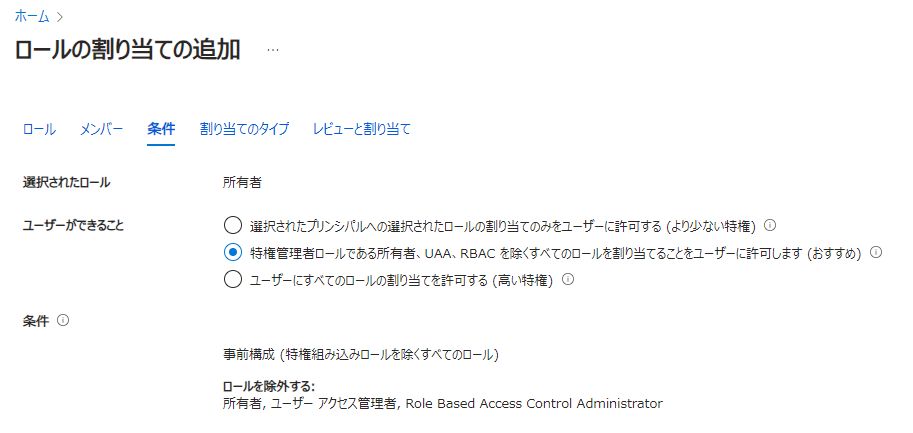 ホーム
ロールの割り当ての追加 …
ロール メンバー 条件 割り当てのタイプ レビューと割り当て
選択されたロール 所有者
ユーザーができること 選択されたプリンシパルへの選択されたロールの割り当てのみをユーザーに許可する (より少ない特権)
特権管理者ロールである所有者、UAA、RBAC を除くすべてのロールを割り当てることをユーザーに許可します (おすすめ)
ユーザーにすべてのロールの割り当てを許可する (高い特権)
条件
事前構成 (特権組み込みロールを除くすべてのロール)
ロールを除外する:
所有者, ユーザー アクセス管理者, Role Based Access Control Administrator